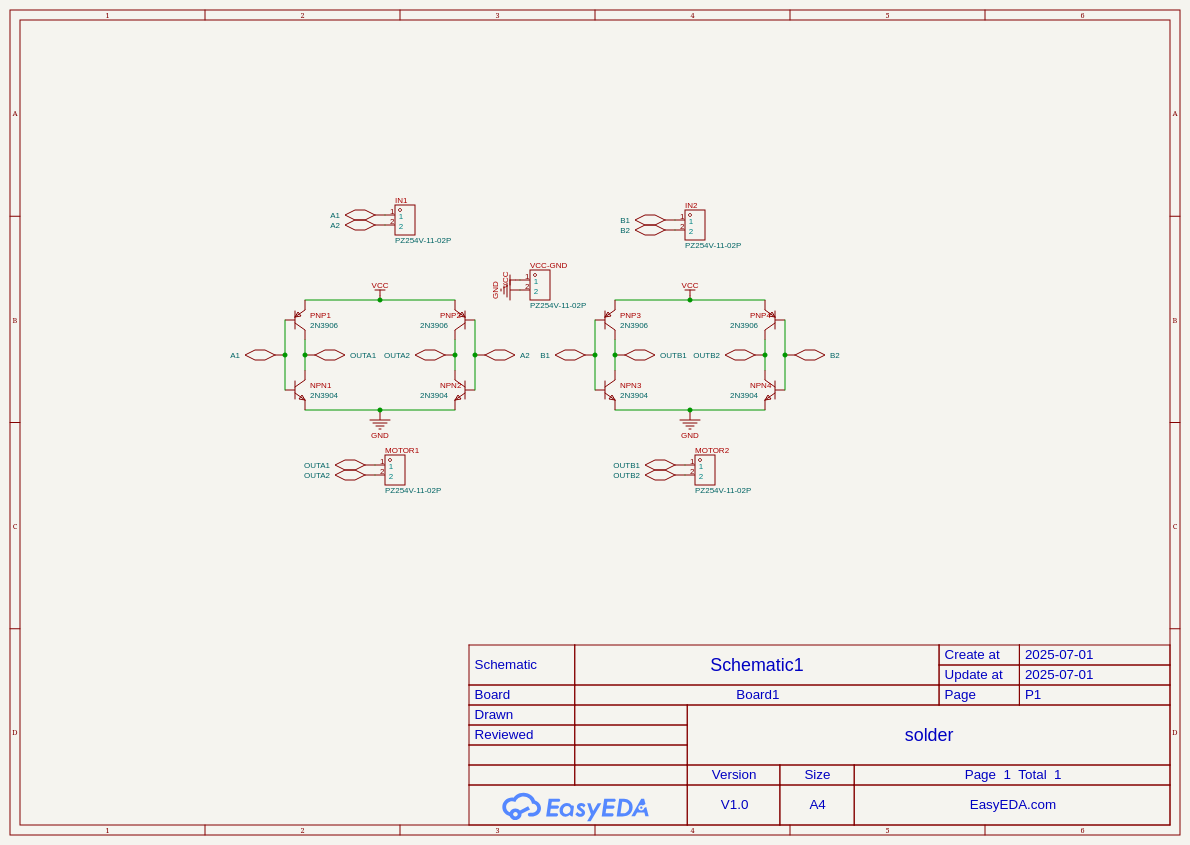 1 2 3 4 5 6
A A
IN1
A1 1 1
A2 2 2
PZ254V-11-02P
IN2
B1 1 1
B2 2 2
PZ254V-11-02P
VCC-GND
VCC 1 1
GND 2 2
PZ254V-11-02P
VCC VCC
B B
PNP1 PNP2 PNP3 PNP4
2N3906 2N3906 2N3906 2N3906
A1 OUTA1 OUTA2 A2 B1 OUTB1 OUTB2 B2
NPN1 NPN2 NPN3 NPN4
2N3904 2N3904 2N3904 2N3904
GND GND
MOTOR1 MOTOR2
OUTA1 1 1 OUTB1 1 1
OUTA2 2 2 OUTB2 2 2
PZ254V-11-02P PZ254V-11-02P
C C
Schematic Schematic1 Create at 2025-07-01
Update at 2025-07-01
Board Board1 Page P1
Drawn
Reviewed solder
D D
Version Size Page 1 Total 1
EasyEDA V1.0 A4 EasyEDA.com
1 2 3 4 5 6